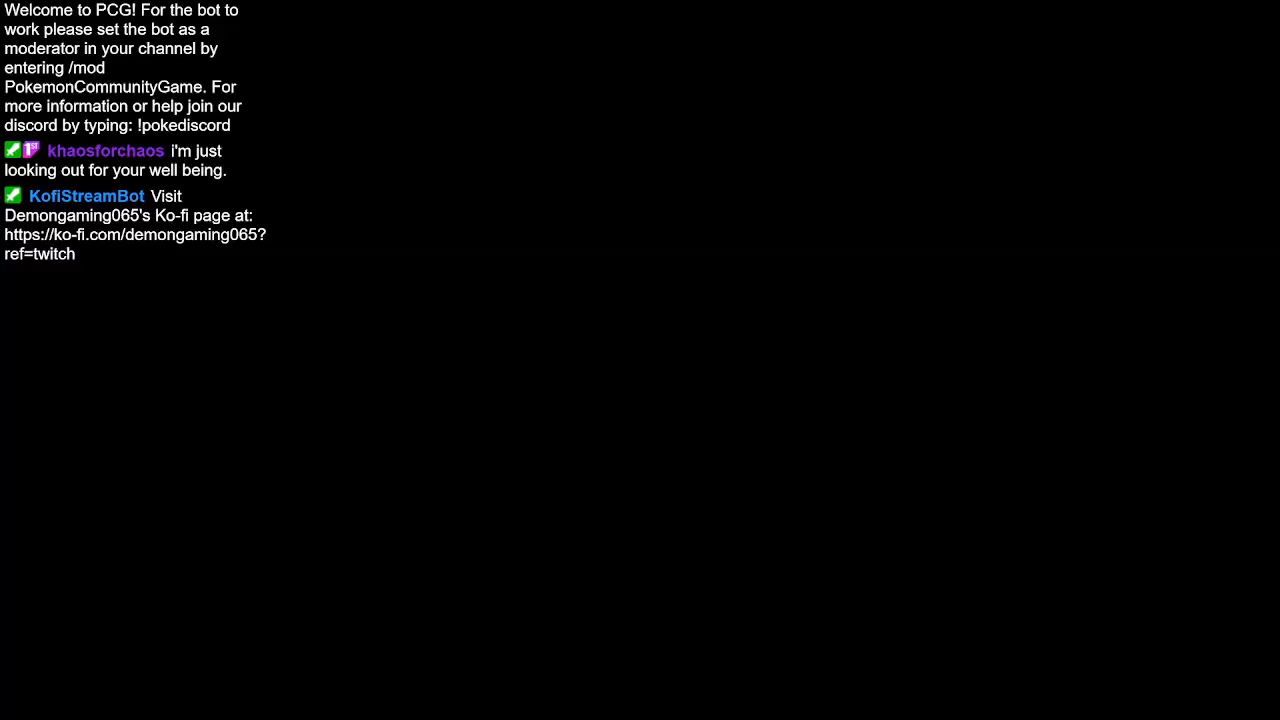 Welcome to PCG! For the bot to
work please set the bot as a
moderator in your channel by
entering /mod
PokemonCommunityGame. For
more information or help join our
discord by typing: !pokediscord
1ST khaosforchaos i'm just
looking out for your well being.
KofiStreamBot Visit
Demongaming065's Ko-fi page at:
https://ko-fi.com/demongaming065?
ref=twitch